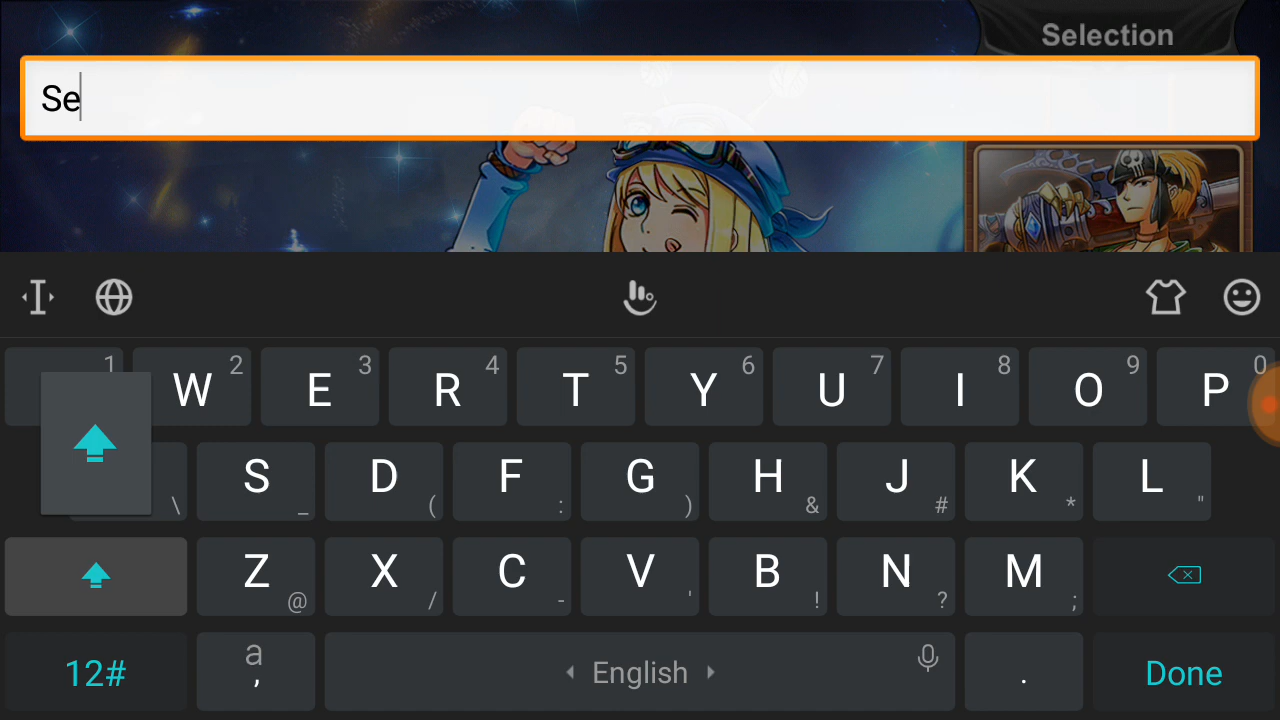 Selection
Se
1 2 3 4 5 6 7 8 9 0
W E R T Y U I O P
S D F G H J K L
\ _ ( : ) & # * "
Z X C V B N M
@ / - ' ! ? ;
12# a , English . Done